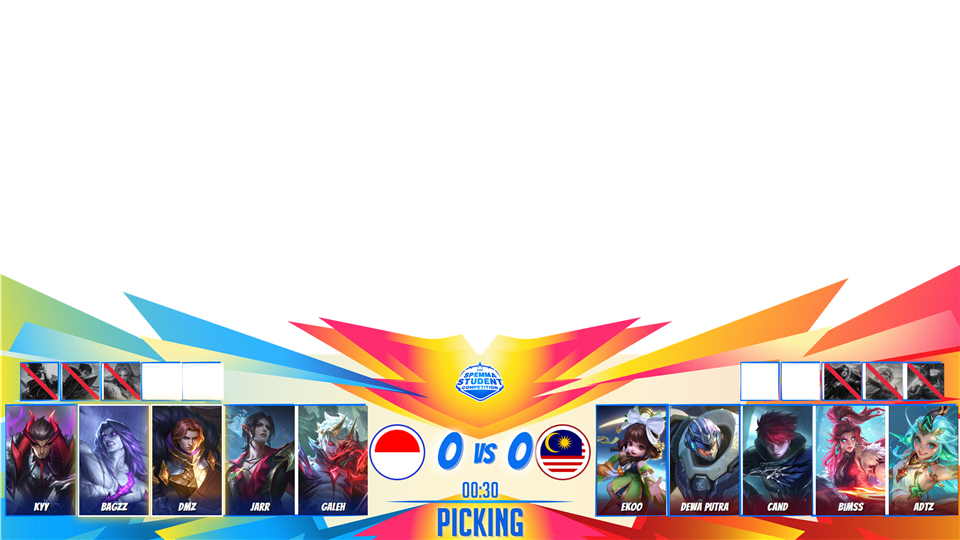 SPEMMA
STUDENT
COMPETITION
KYY
BAGZZ
DMZ
JARR
GALEH
0 VS 0
EKOO
DEWA PUTRA
CAND
BIMSS
ADTZ
00:30
PICKING